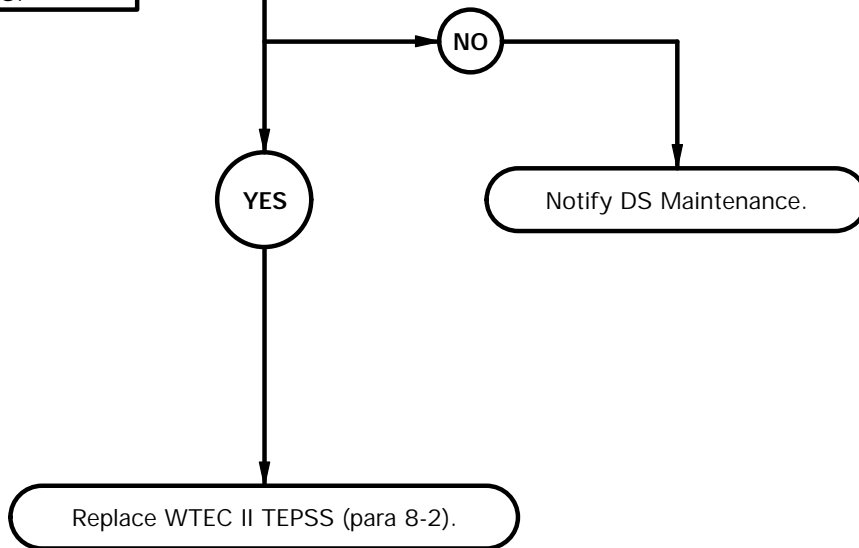 NO
YES
Notify DS Maintenance.
Replace WTEC II TEPSS (para 8-2).